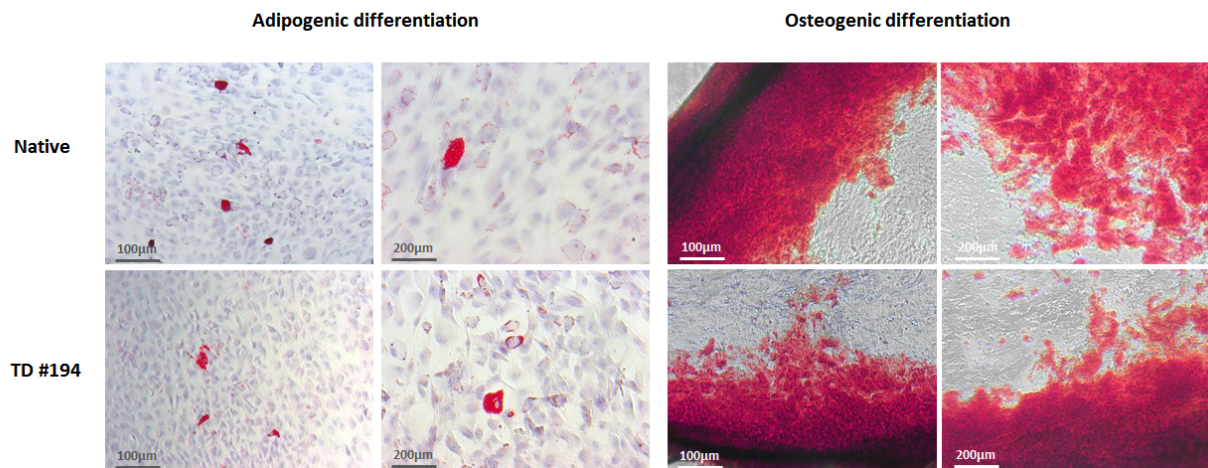 Adipogenic differentiation
Osteogenic differentiation
Native
100µm
200µm
100µm
200µm
TD #194
100µm
200µm
100µm
200µm